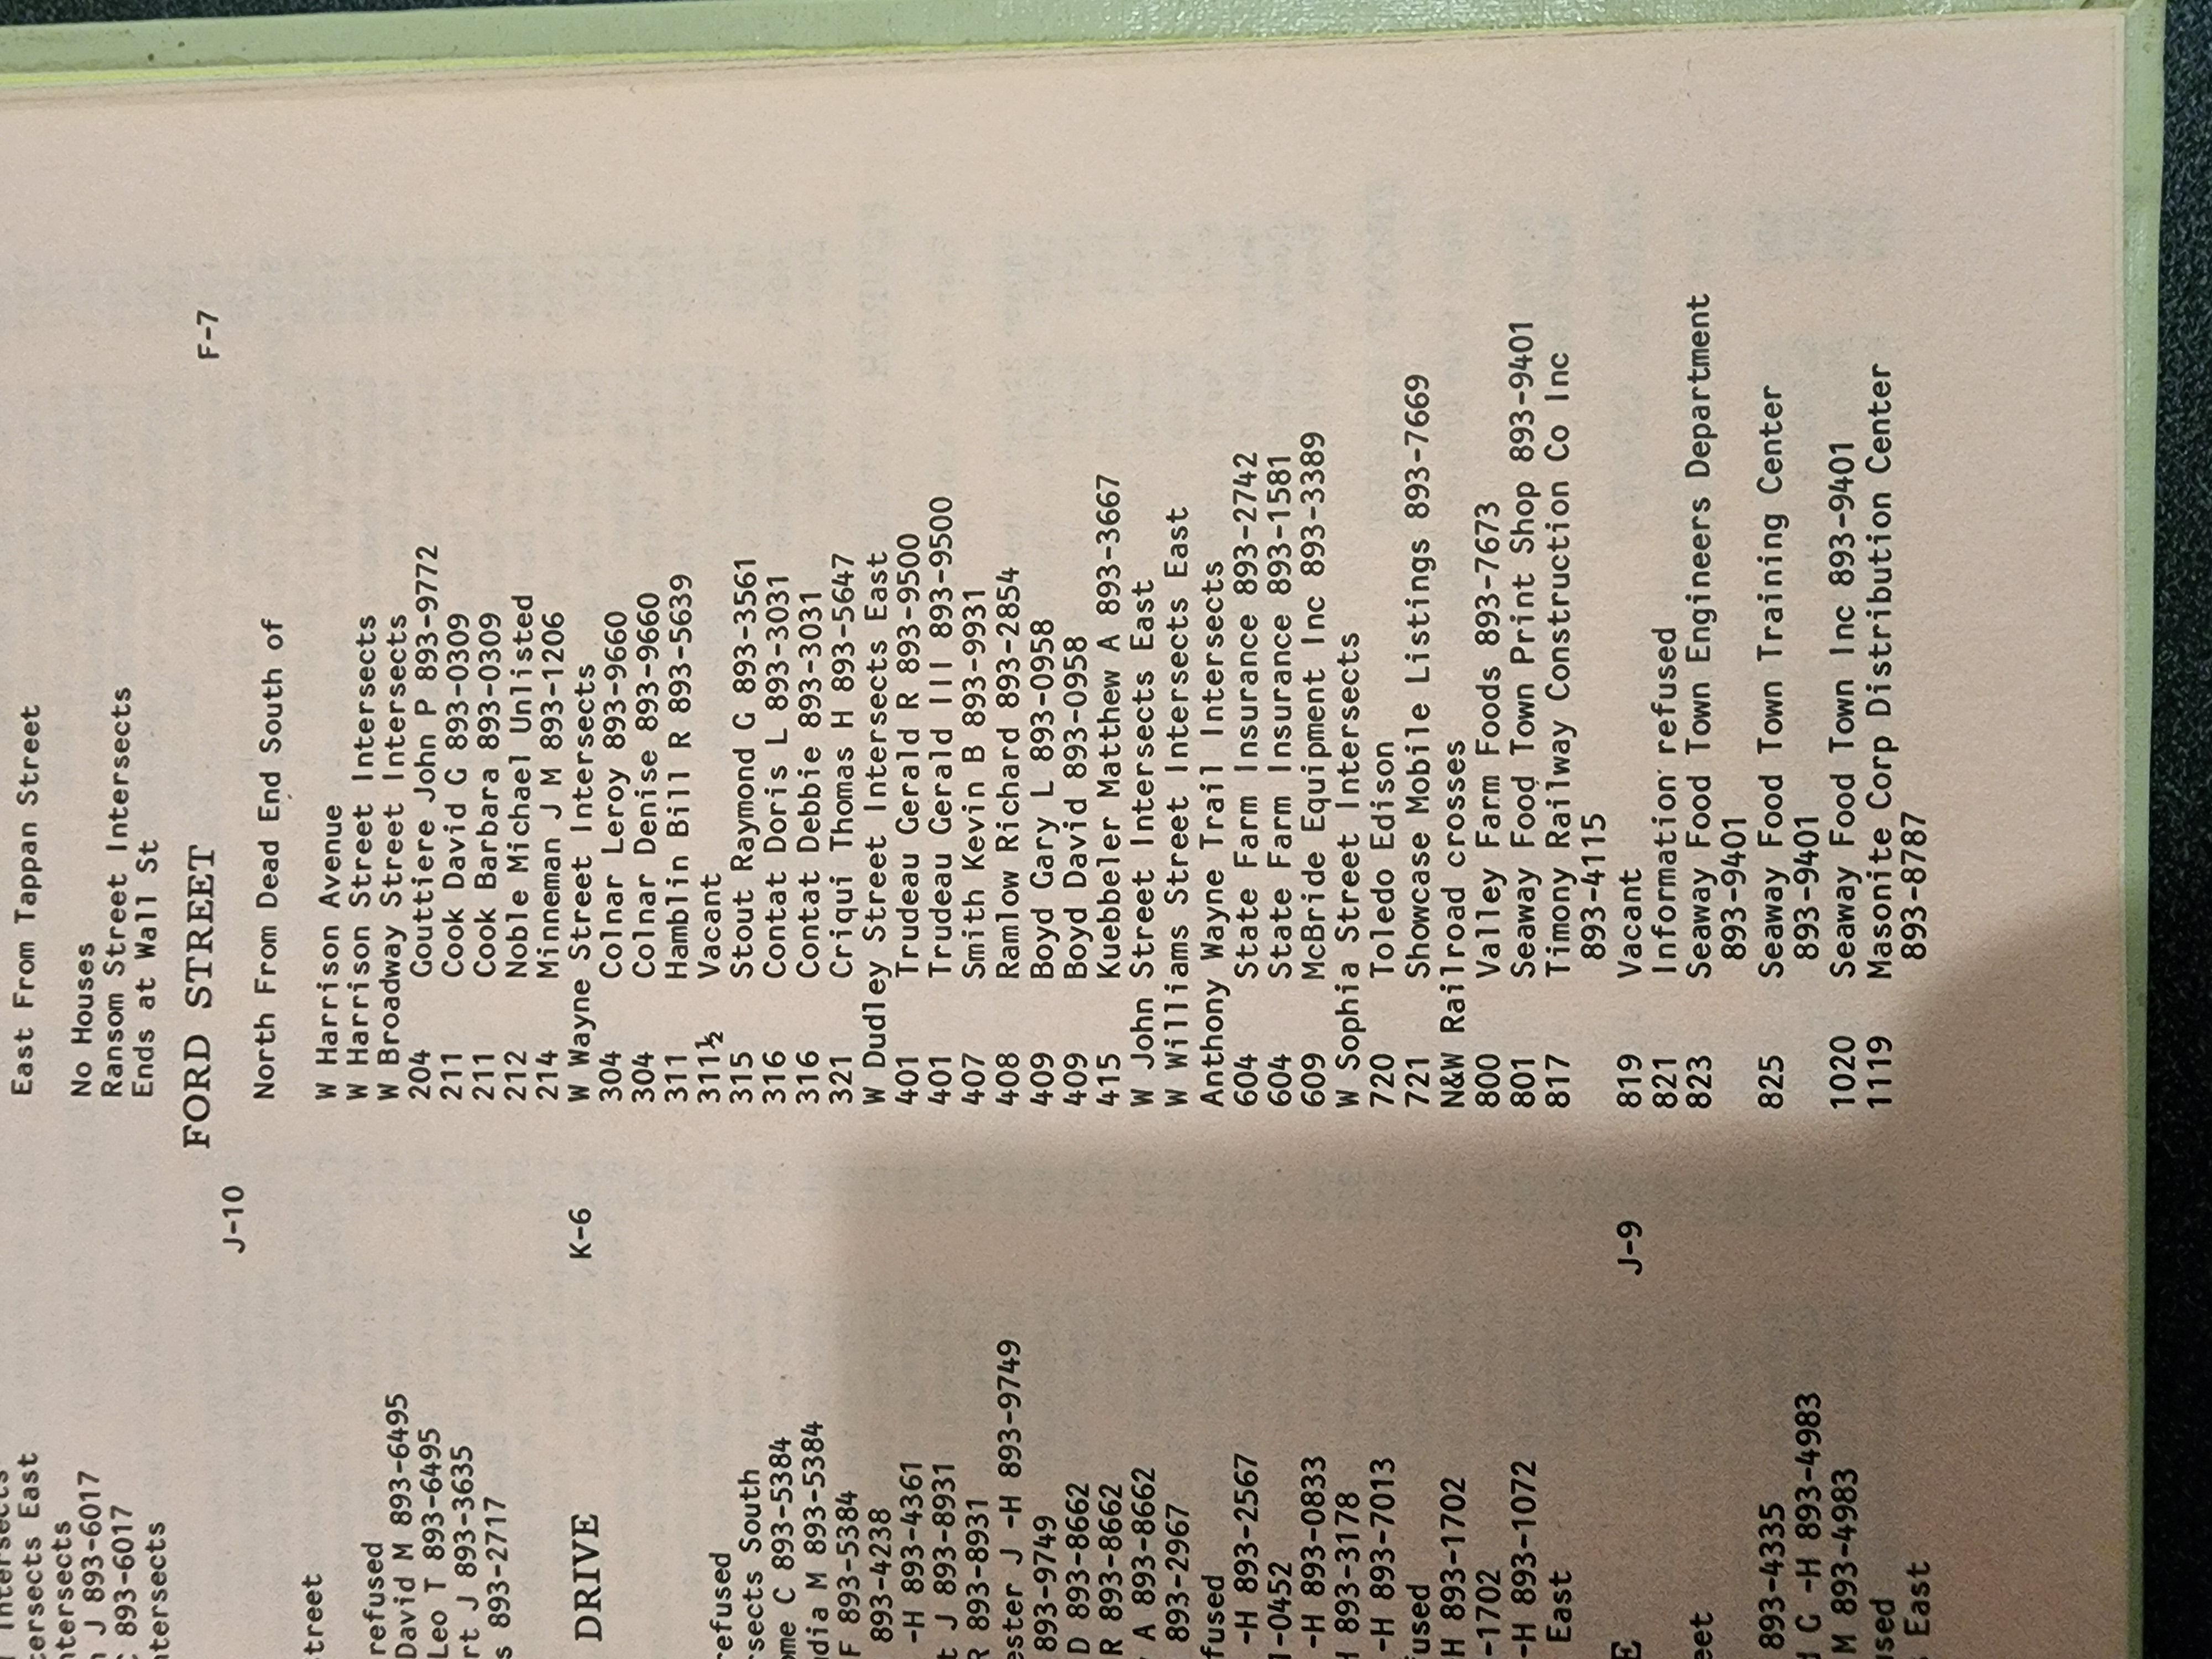 ntersects
tersects East
ntersects
J 893-6017
893-6017
ntersects
J-10
treet
refused
David M 893-6495
Leo T 893-6495
rt J 893-3635
s 893-2717
DRIVE K-6
refused
rsects South
ome C 893-5384
dia M 893-5384
F 893-5384
893-4238
-H 893-4361
t J 893-8931
R 893-8931
ester J -H 893-9749
893-9749
D 893-8662
R 893-8662
A 893-8662
893-2967
fused
-H 893-2567
-0452
-H 893-0833
893-3178
-H 893-7013
fused
H 893-1702
-1702
-H 893-1072
East
E J-9
eet
893-4335
G -H 893-4983
M 893-4983
used
East
East From Tappan Street
No Houses
Ransom Street Intersects
Ends at Wall St
FORD STREET F-7
North From Dead End South of
W Harrison Avenue
W Harrison Street Intersects
W Broadway Street Intersects
204 Gouttiere John P 893-9772
211 Cook David G 893-0309
211 Cook Barbara 893-0309
212 Noble Michael Unlisted
214 Minneman J M 893-1206
W Wayne Street Intersects
304 Colnar Leroy 893-9660
304 Colnar Denise 893-9660
311 Hamblin Bill R 893-5639
311½ Vacant
315 Stout Raymond G 893-3561
316 Contat Doris L 893-3031
316 Contat Debbie 893-3031
321 Criqui Thomas H 893-5647
W Dudley Street Intersects East
401 Trudeau Gerald R 893-9500
401 Trudeau Gerald III 893-9500
407 Smith Kevin B 893-9931
408 Ramlow Richard 893-2854
409 Boyd Gary L 893-0958
409 Boyd David 893-0958
415 Kuebbeler Matthew A 893-3667
W John Street Intersects East
W Williams Street Intersects East
Anthony Wayne Trail Intersects
604 State Farm Insurance 893-2742
604 State Farm Insurance 893-1581
609 McBride Equipment Inc 893-3389
W Sophia Street Intersects
720 Toledo Edison
721 Showcase Mobile Listings 893-7669
N&W Railroad crosses
800 Valley Farm Foods 893-7673
801 Seaway Food Town Print Shop 893-9401
817 Timony Railway Construction Co Inc
893-4115
819 Vacant
821 Information refused
823 Seaway Food Town Engineers Department
893-9401
825 Seaway Food Town Training Center
893-9401
1020 Seaway Food Town Inc 893-9401
1119 Masonite Corp Distribution Center
893-8787